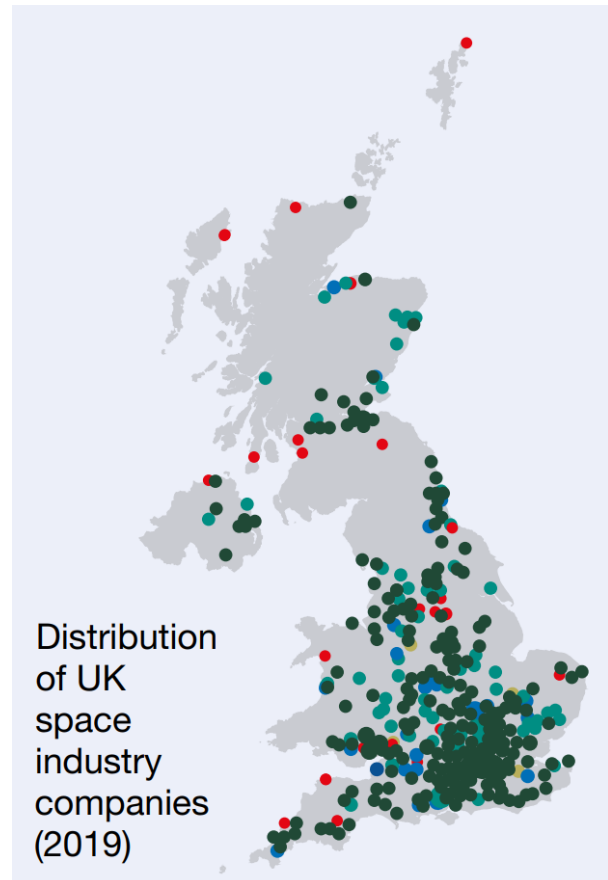 Distribution
of UK
space
industry
companies
(2019)